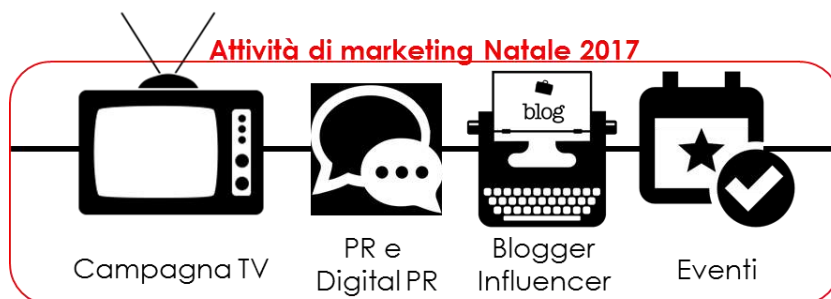 Attività di marketing Natale 2017
blog
Campagna TV
PR e
Digital PR
Blogger
Influencer
Eventi